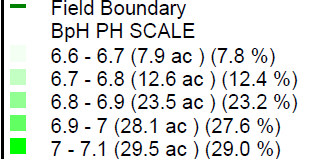 Field Boundary
BpH PH SCALE
6.6 - 6.7 (7.9 ac ) (7.8 %)
6.7 - 6.8 (12.6 ac ) (12.4 %)
6.8 - 6.9 (23.5 ac ) (23.2 %)
6.9 - 7 (28.1 ac ) (27.6 %)
7 - 7.1 (29.5 ac ) (29.0 %)